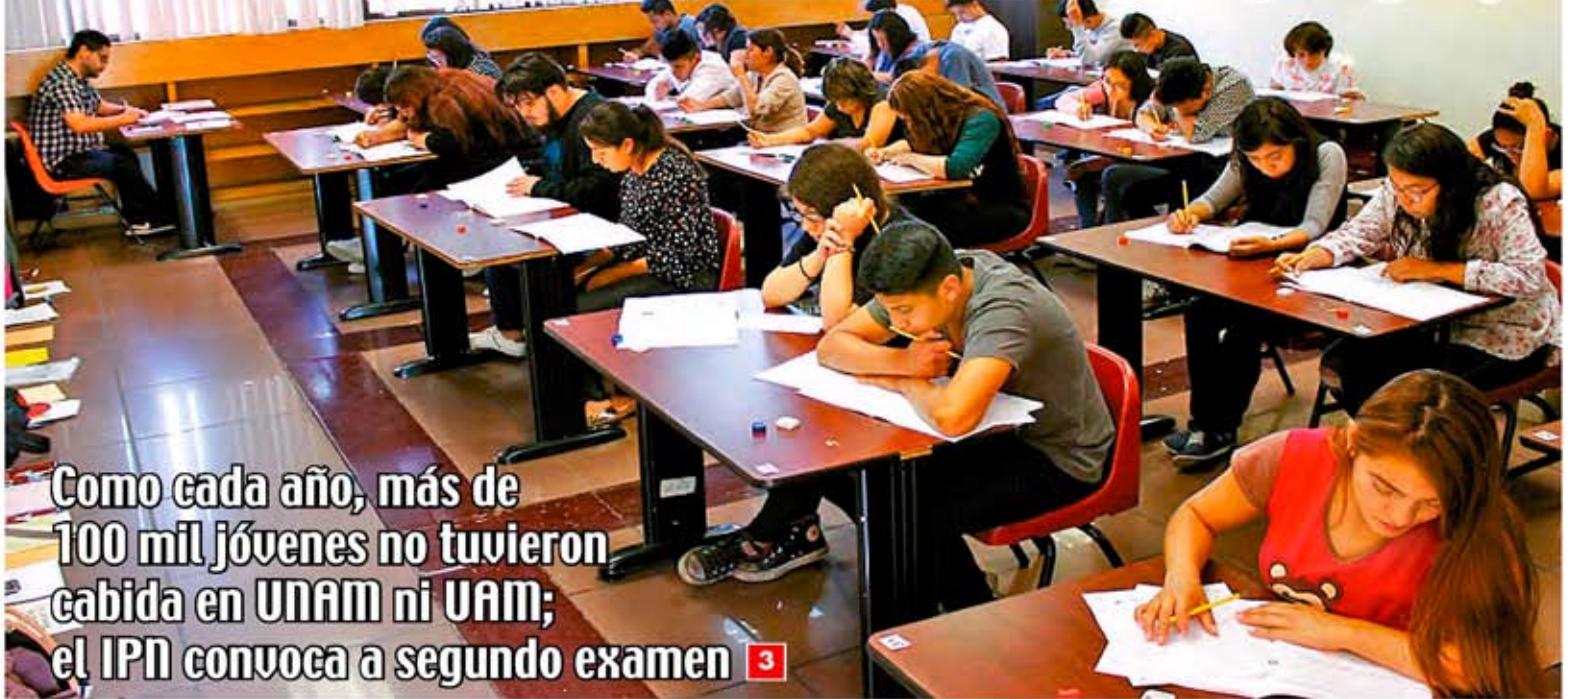 Como cada año, más de
100 mil jóvenes no tuvieron
cabida en UNAM ni UAM;
el IPN convoca a segundo examen 3